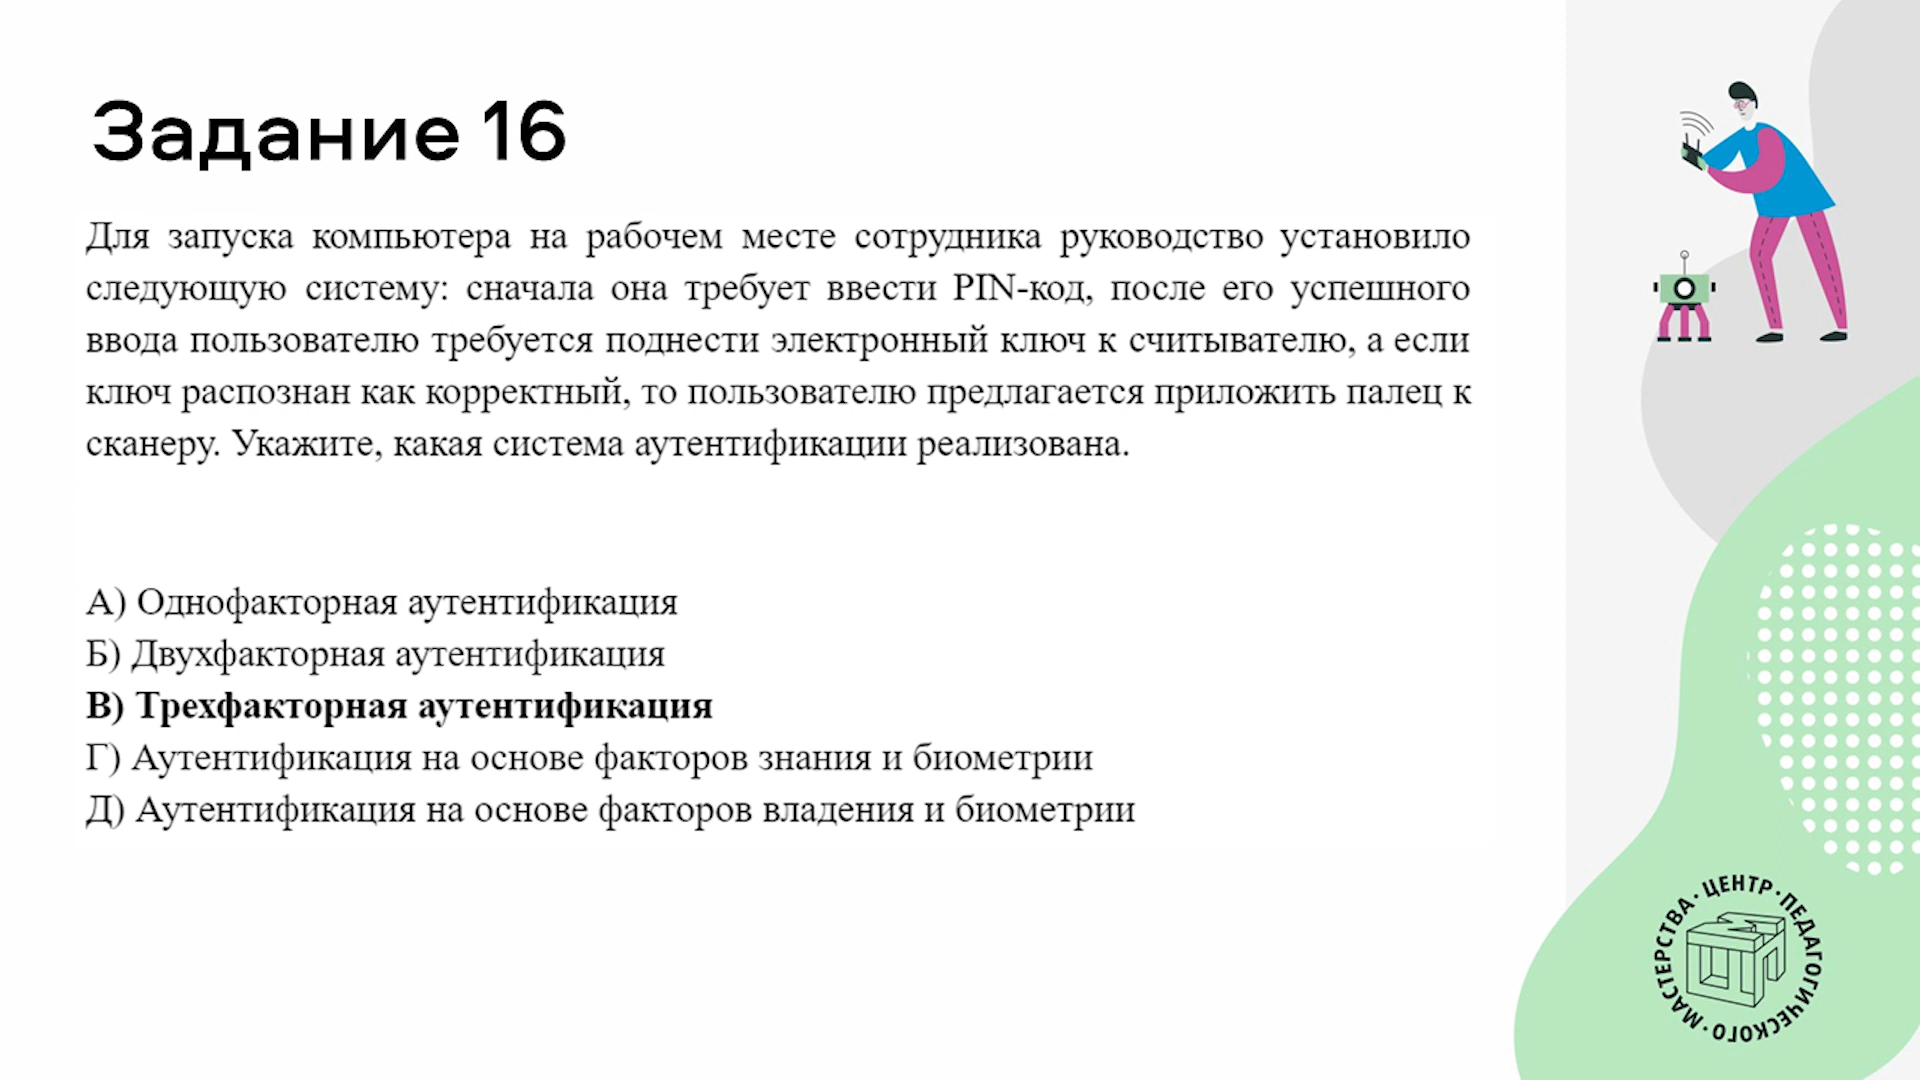 Задание 16
Для запуска компьютера на рабочем месте сотрудника руководство установило
следующую систему: сначала она требует ввести PIN-код, после его успешного
ввода пользователю требуется поднести электронный ключ к считывателю, а если
ключ распознан как корректный, то пользователю предлагается приложить палец к
сканеру. Укажите, какая система аутентификации реализована.
А) Однофакторная аутентификация
Б) Двухфакторная аутентификация
В) Трехфакторная аутентификация
Г) Аутентификация на основе факторов знания и биометрии
Д) Аутентификация на основе факторов владения и биометрии
ЦЕНТР · ПЕДАГОГИЧЕСКОГО · МАСТЕРСТВА ·